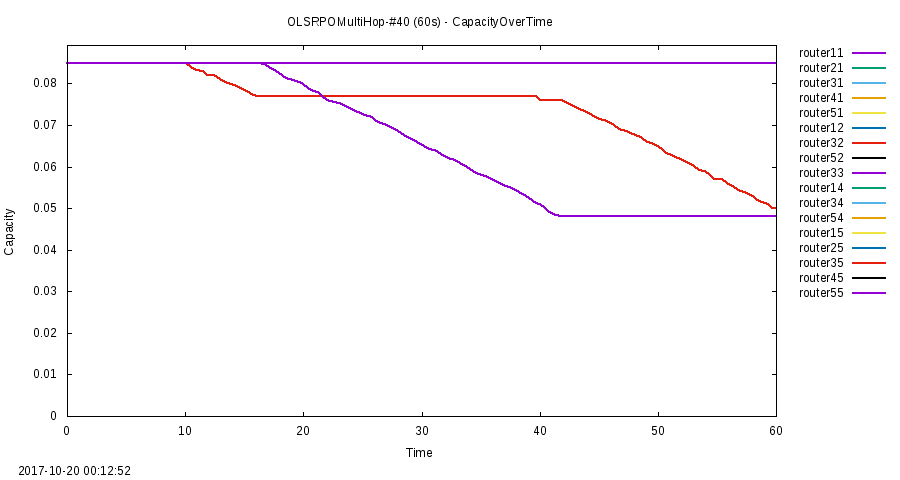 OLSRPOMultiHop-#40 (60s) - CapacityOverTime
router11
router21
router31
router41
router51
router12
router32
router52
router33
router14
router34
router54
router15
router25
router35
router45
router55
0.08
0.07
0.06
0.05
0.04
0.03
0.02
0.01
0
Capacity
0 10 20 30 40 50 60
Time
2017-10-20 00:12:52